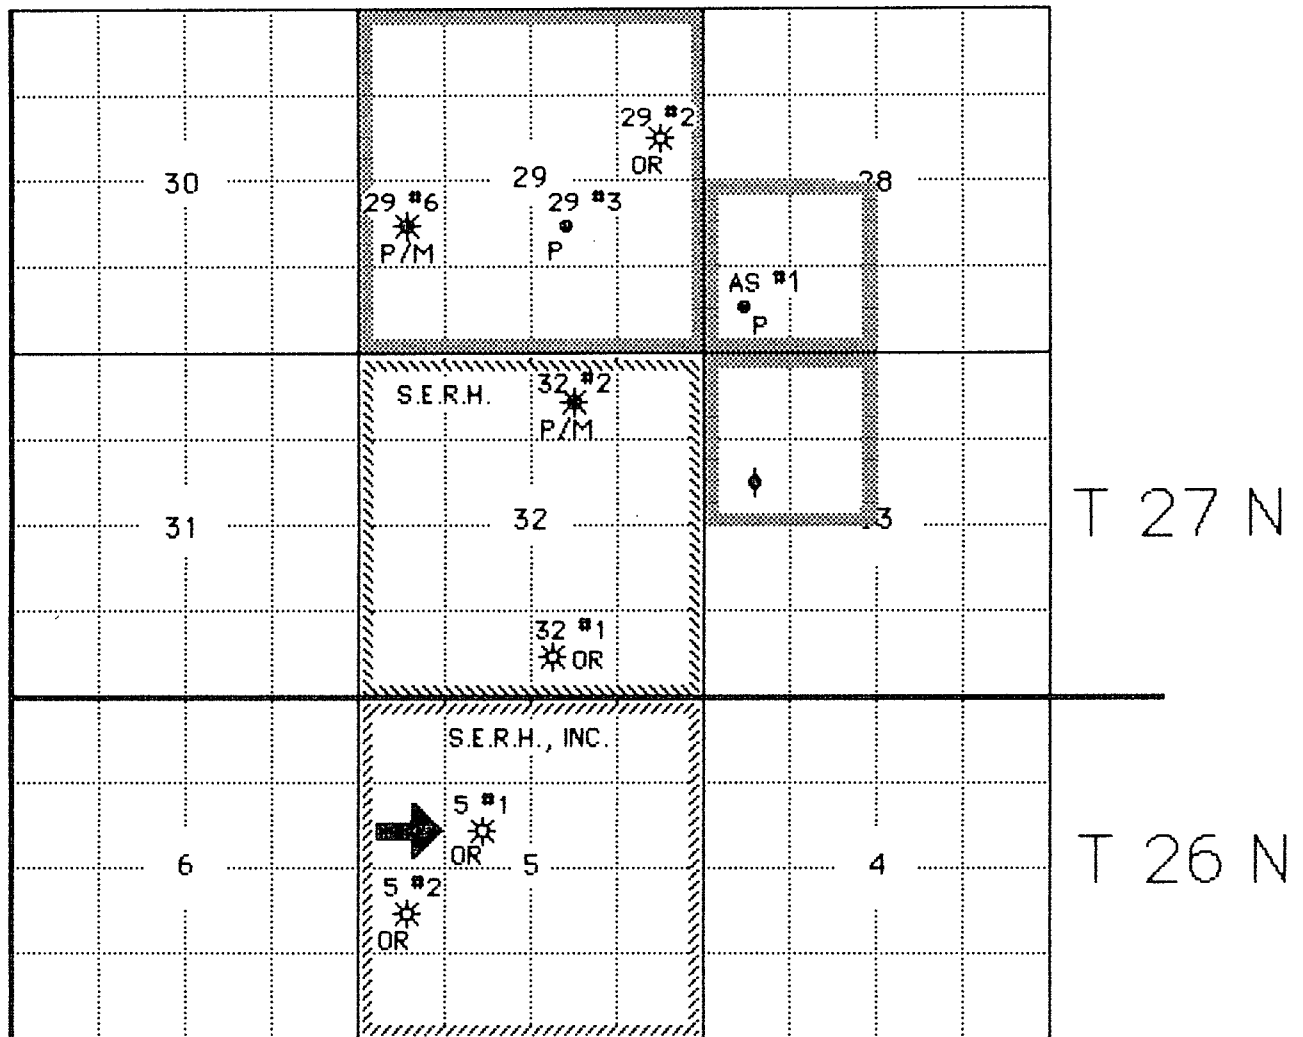 29 #2
OR
30
29
28
29 #6
29 #3
P/M
P
AS #1
P
S.E.R.H.
32 #2
P/M
T 27 N
31
32
32 #1
OR
S.E.R.H., INC.
5 #1
OR
T 26 N
6
5
4
5 #2
OR